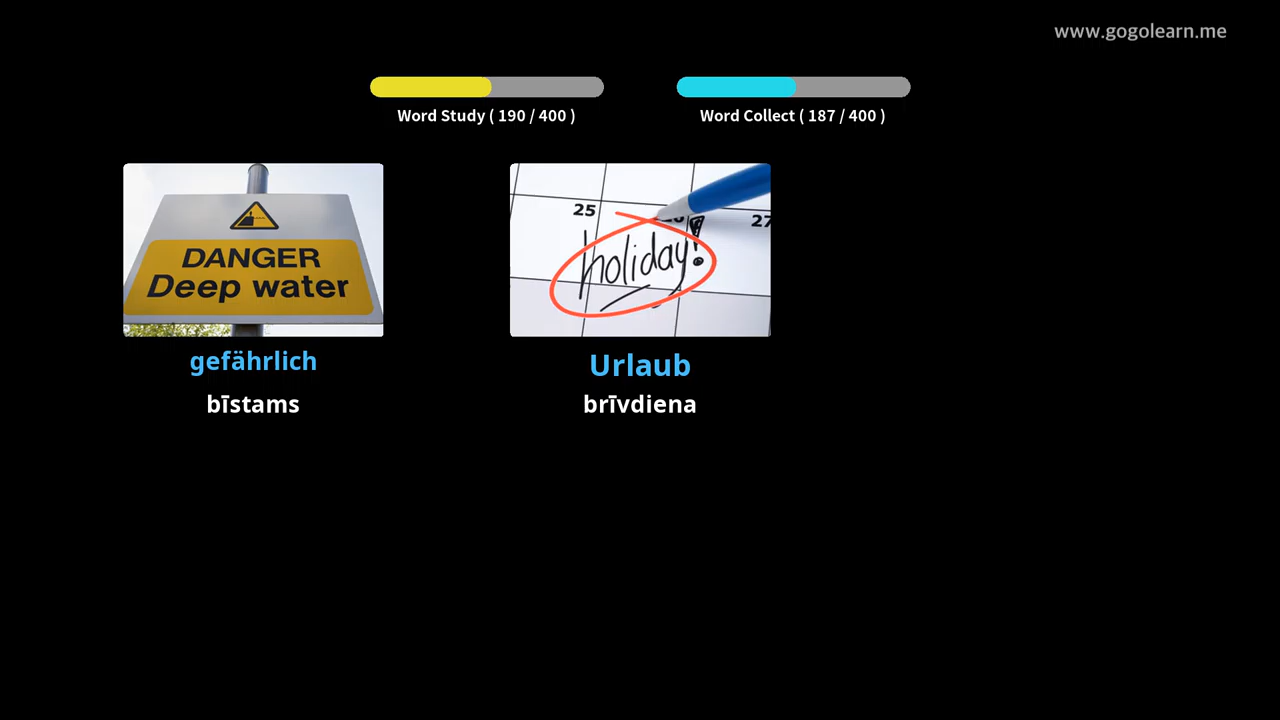 www.gogolearn.me
Word Study ( 190 / 400 )
Word Collect ( 187 / 400 )
DANGER
Deep water
25
27
holiday!
gefährlich
Urlaub
bīstams
brīvdiena